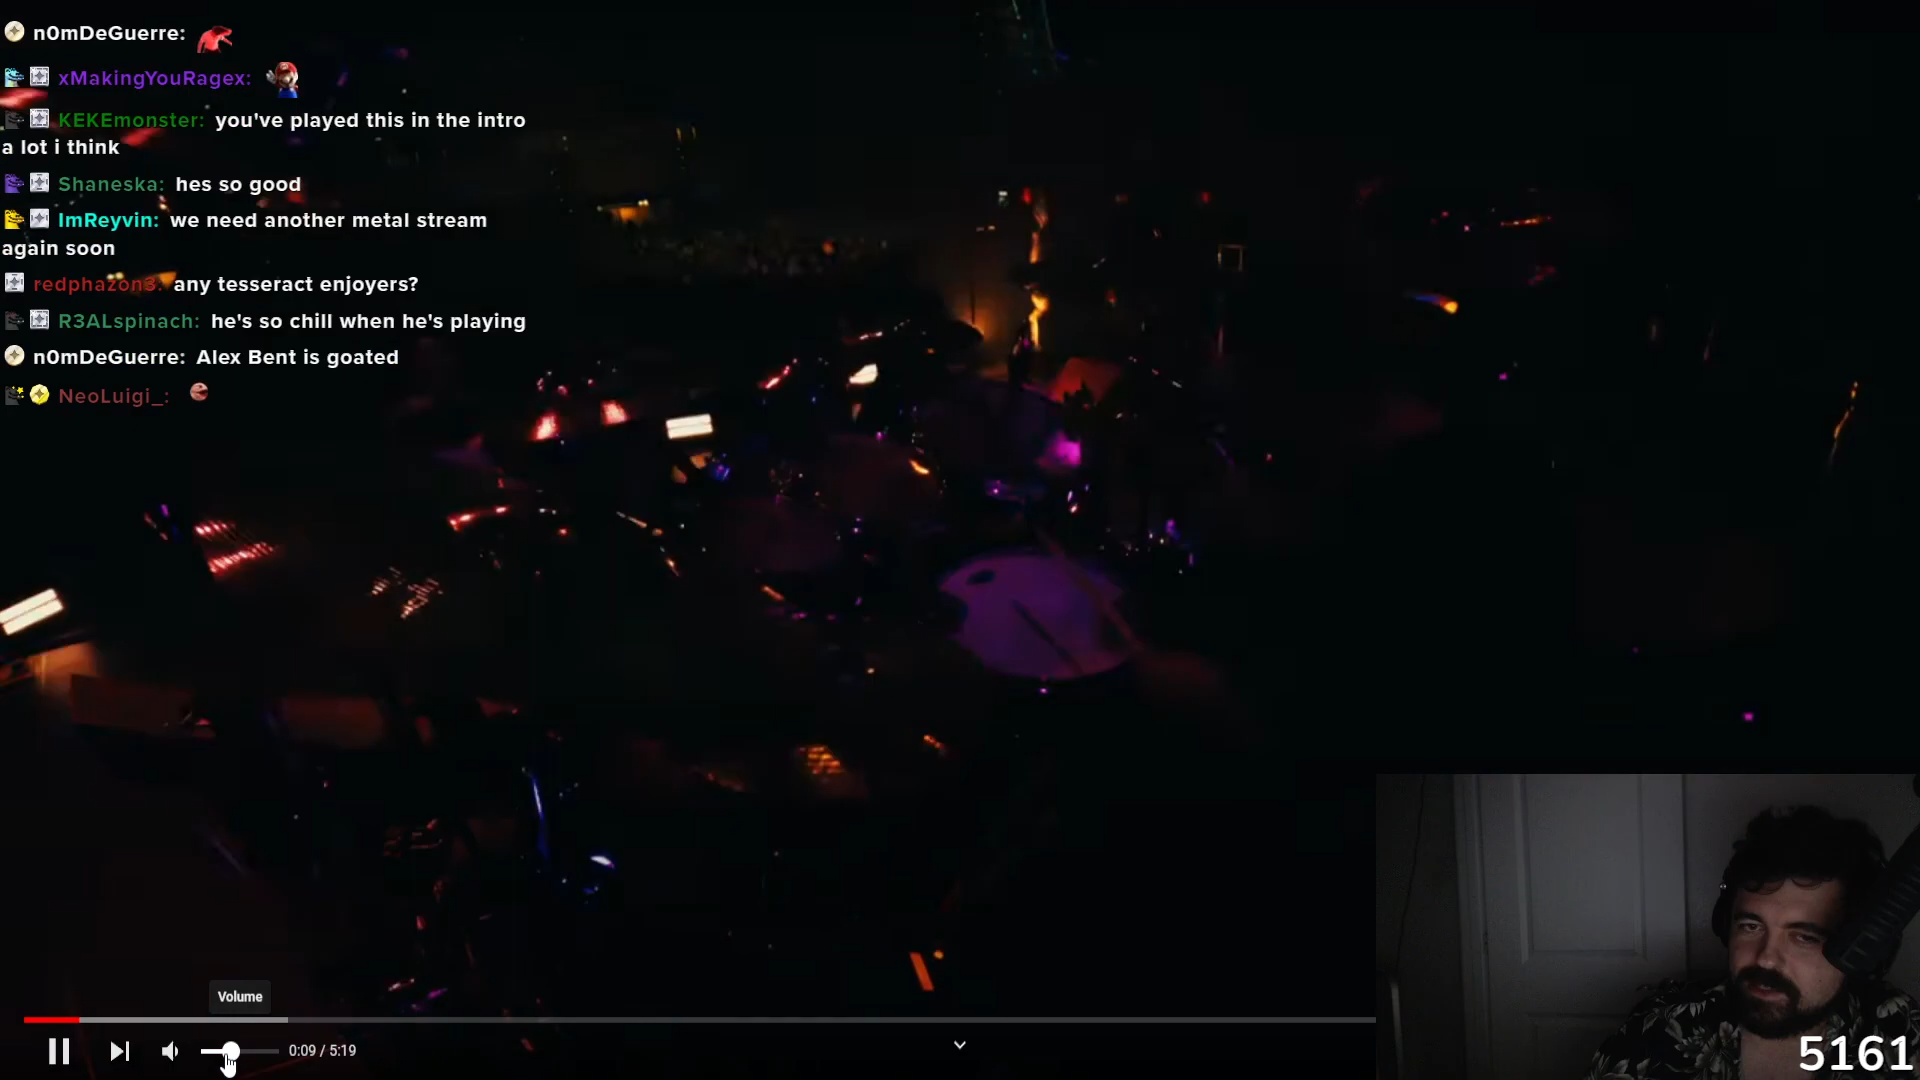 n0mDeGuerre:
xMakingYouRagex:
KEKEmonster: you've played this in the intro
a lot i think
Shaneska: hes so good
ImReyvin: we need another metal stream
again soon
redphazon3: any tesseract enjoyers?
R3ALspinach: he's so chill when he's playing
n0mDeGuerre: Alex Bent is goated
NeoLuigi_:
Volume
0:09 / 5:19
5161